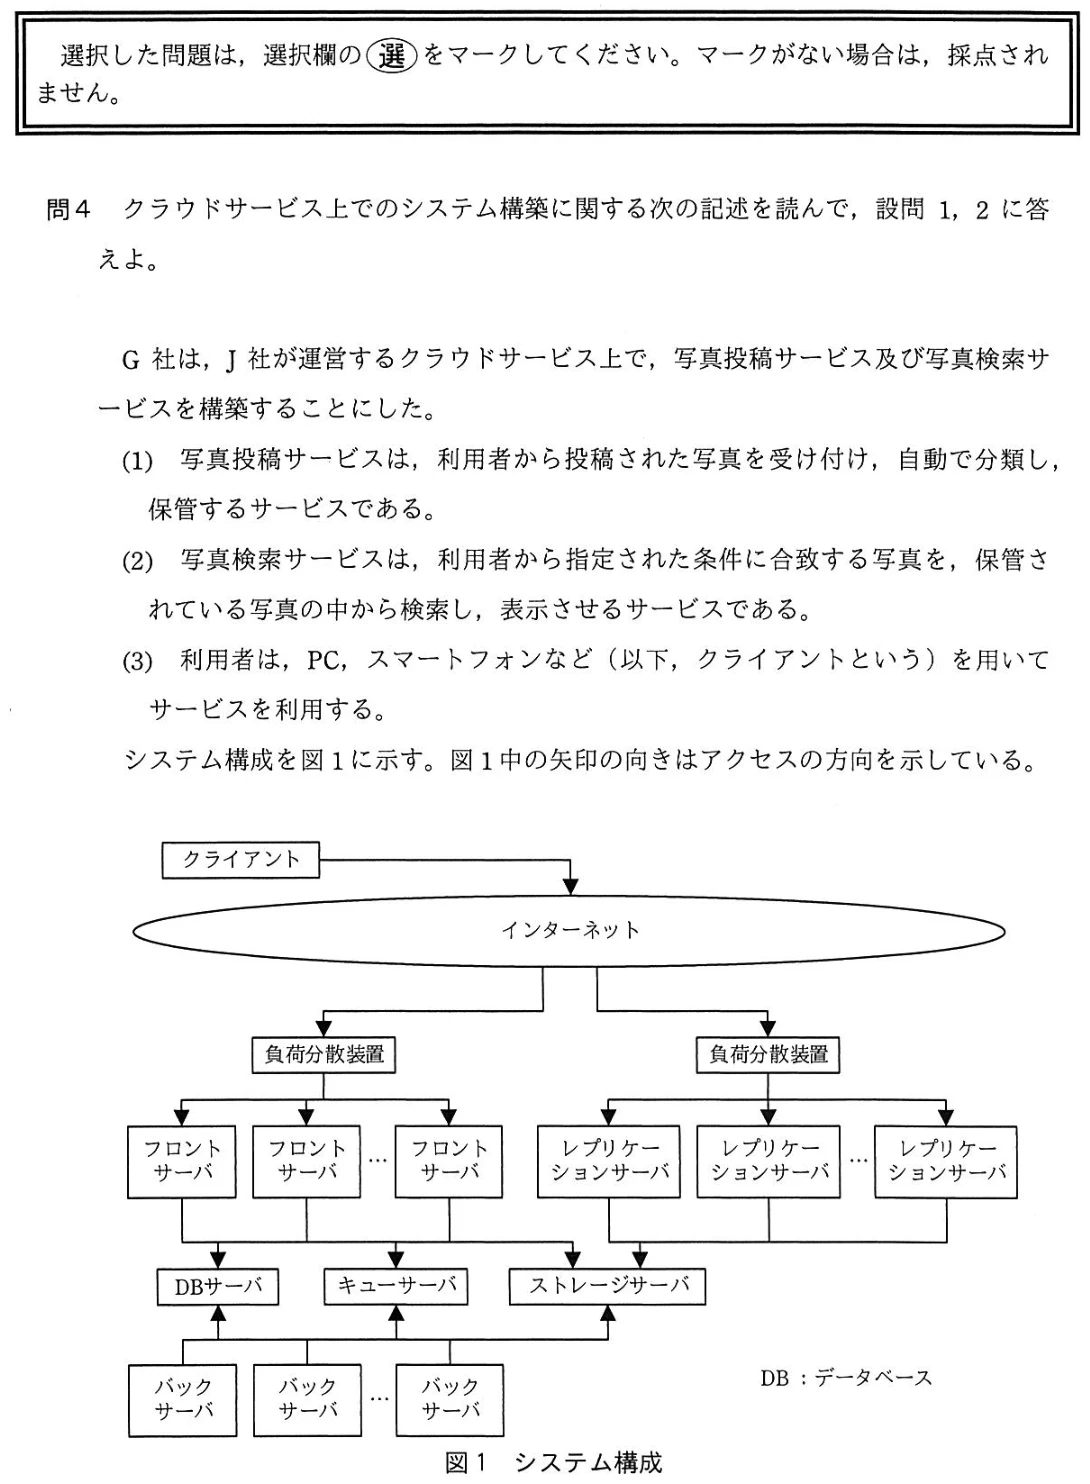 選択した問題は，選択欄の選をマークしてください。マークがない場合は，採点され
ません。
問4 クラウドサービス上でのシステム構築に関する次の記述を読んで，設問 1，2 に答
えよ。
G 社は，J 社が運営するクラウドサービス上で，写真投稿サービス及び写真検索サ
ービスを構築することにした。
(1) 写真投稿サービスは，利用者から投稿された写真を受け付け，自動で分類し，
保管するサービスである。
(2) 写真検索サービスは，利用者から指定された条件に合致する写真を，保管さ
れている写真の中から検索し，表示させるサービスである。
(3) 利用者は，PC，スマートフォンなど（以下，クライアントという）を用いて
サービスを利用する。
システム構成を図1に示す。図1中の矢印の向きはアクセスの方向を示している。
クライアント
インターネット
負荷分散装置 負荷分散装置
フロント フロント フロント レプリケー レプリケー レプリケー
サーバ サーバ … サーバ ションサーバ ションサーバ … ションサーバ
DBサーバ キューサーバ ストレージサーバ
バック バック バック
サーバ サーバ … サーバ
DB：データベース
図1 システム構成